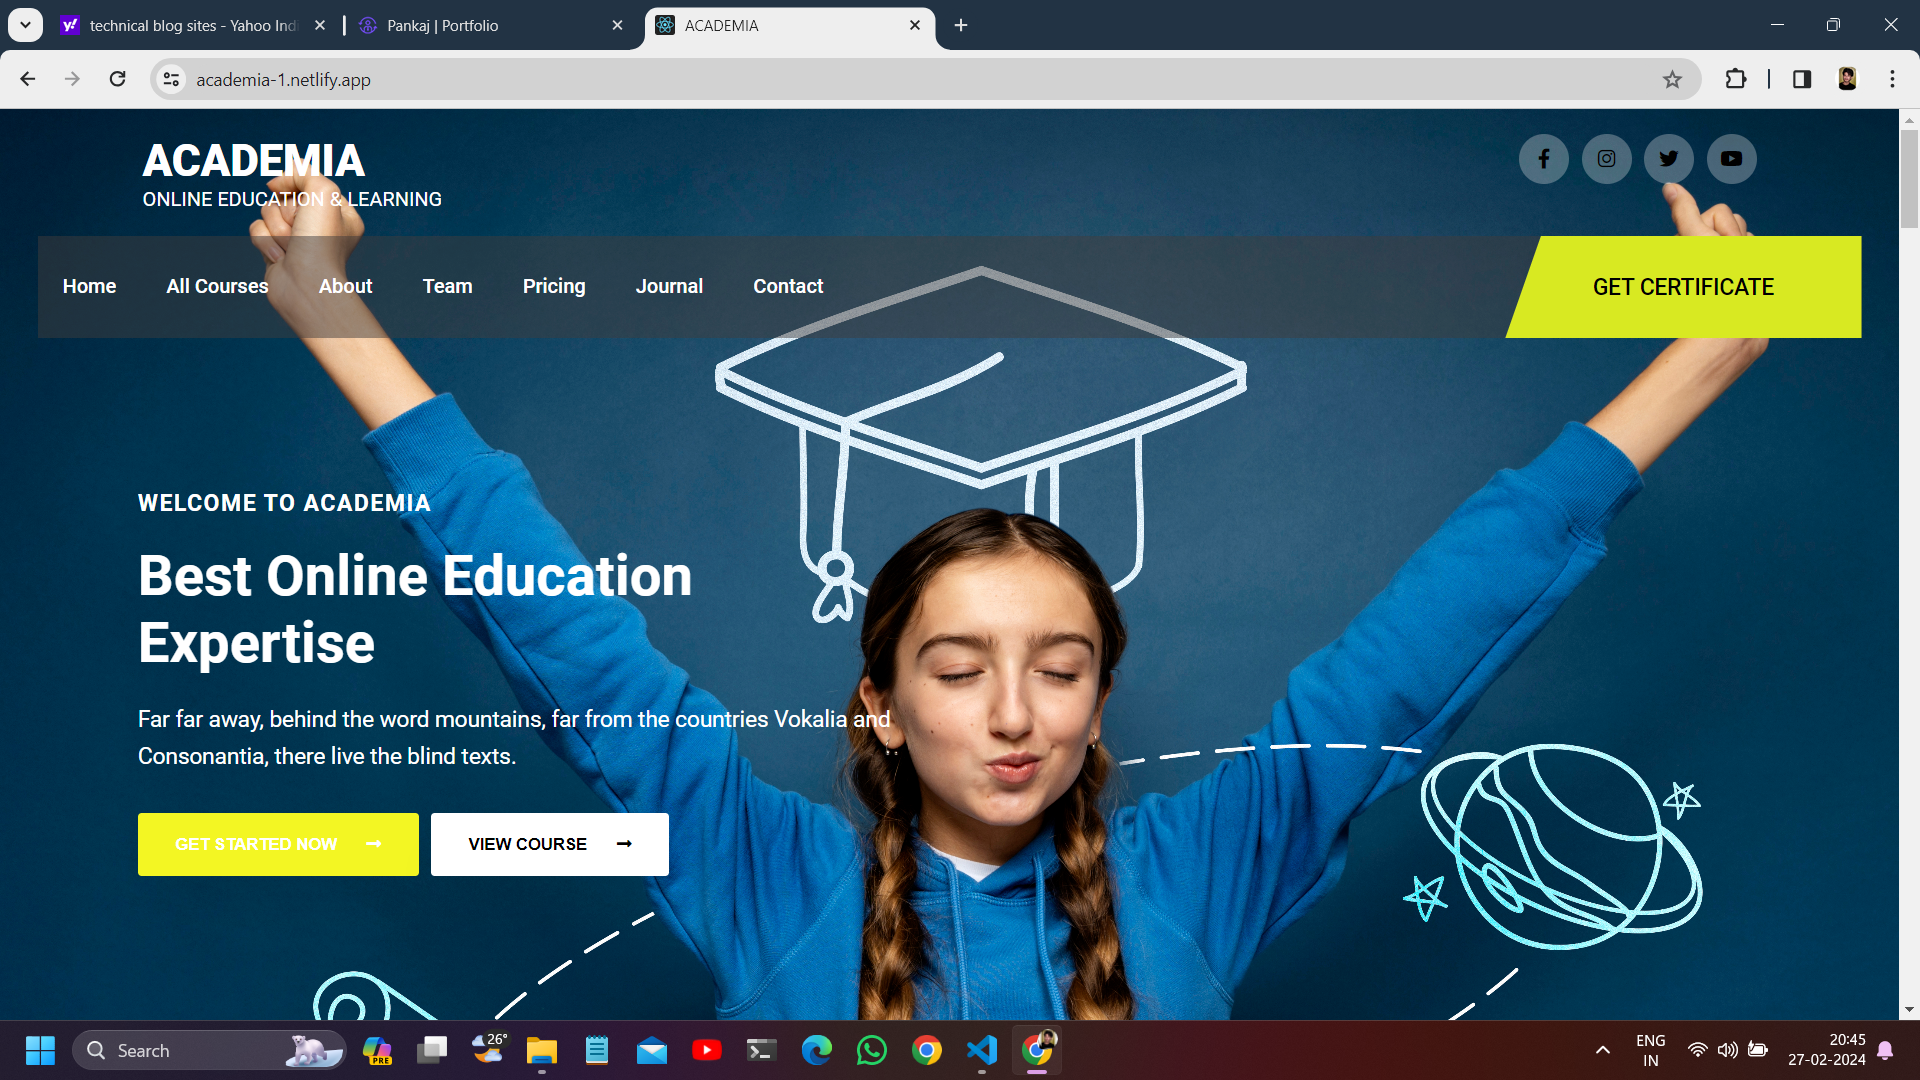 technical blog sites - Yahoo Indi
Pankaj | Portfolio
ACADEMIA
academia-1.netlify.app
ACADEMIA
ONLINE EDUCATION & LEARNING
Home
All Courses
About
Team
Pricing
Journal
Contact
GET CERTIFICATE
WELCOME TO ACADEMIA
Best Online Education
Expertise
Far far away, behind the word mountains, far from the countries Vokalia and
Consonantia, there live the blind texts.
GET STARTED NOW
VIEW COURSE
Search
PRE
26°
ENG
IN
20:45
27-02-2024